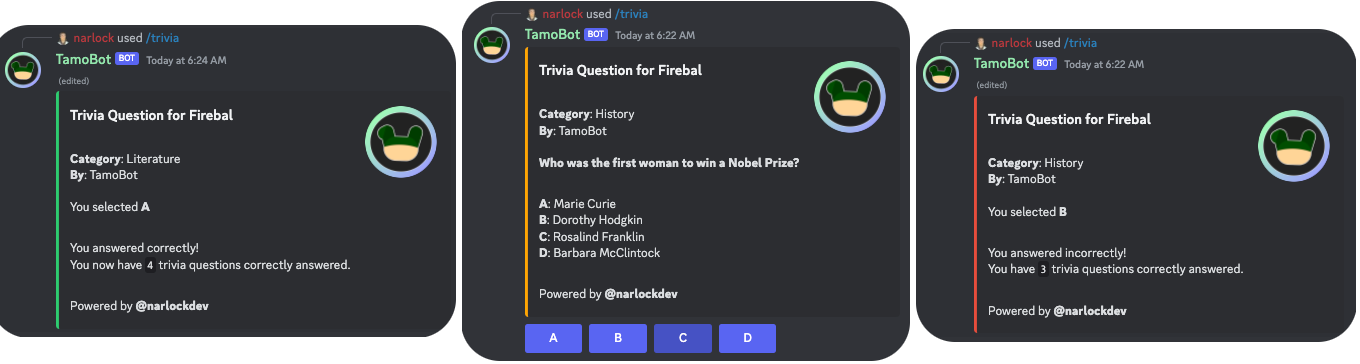 narlock used /trivia
TamoBot BOT Today at 6:24 AM
(edited)
Trivia Question for Firebal
Category: Literature
By: TamoBot
You selected A
You answered correctly!
You now have 4 trivia questions correctly answered.
Powered by @narlockdev
narlock used /trivia
TamoBot BOT Today at 6:22 AM
Trivia Question for Firebal
Category: History
By: TamoBot
Who was the first woman to win a Nobel Prize?
A: Marie Curie
B: Dorothy Hodgkin
C: Rosalind Franklin
D: Barbara McClintock
Powered by @narlockdev
A B C D
narlock used /trivia
TamoBot BOT Today at 6:22 AM
(edited)
Trivia Question for Firebal
Category: History
By: TamoBot
You selected B
You answered incorrectly!
You have 3 trivia questions correctly answered.
Powered by @narlockdev